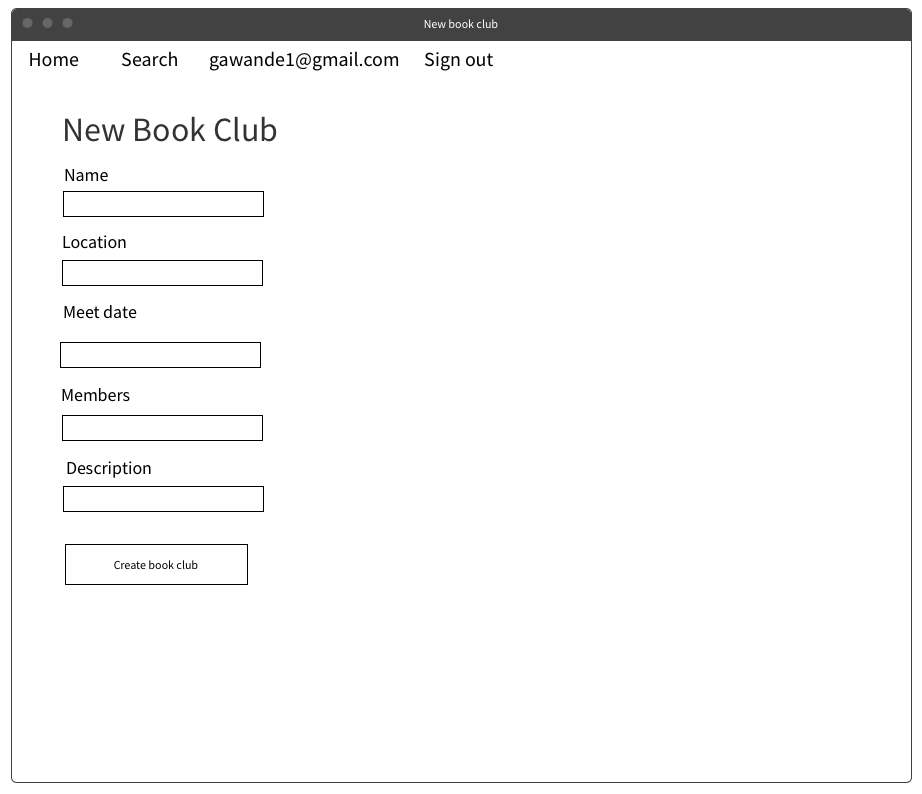 New book club
Home Search gawande1@gmail.com Sign out
New Book Club
Name
Location
Meet date
Members
Description
Create book club